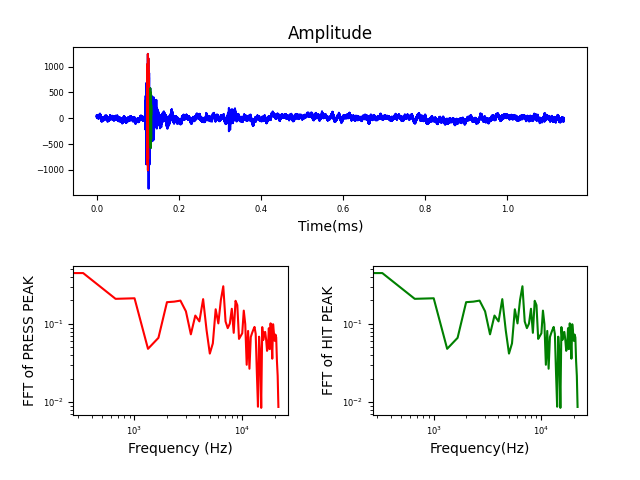 Amplitude
1000
500
0
−500
−1000
0.0 0.2 0.4 0.6 0.8 1.0
Time(ms)
FFT of PRESS PEAK
10⁻¹
10⁻²
10³ 10⁴
Frequency (Hz)
FFT of HIT PEAK
10⁻¹
10⁻²
10³ 10⁴
Frequency(Hz)